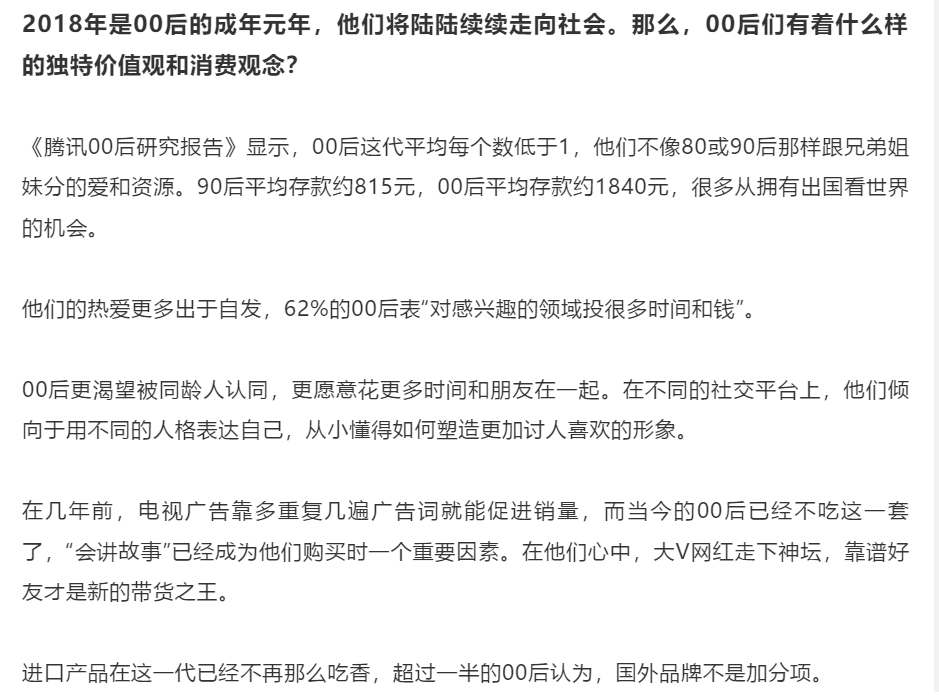 2018年是00后的成年元年，他们将陆陆续续走向社会。那么，00后们有着什么样
的独特价值观和消费观念？
《腾讯00后研究报告》显示，00后这代平均每个数低于1，他们不像80或90后那样跟兄弟姐
妹分的爱和资源。90后平均存款约815元，00后平均存款约1840元，很多从拥有出国看世界
的机会。
他们的热爱更多出于自发，62%的00后表“对感兴趣的领域投很多时间和钱”。
00后更渴望被同龄人认同，更愿意花更多时间和朋友在一起。在不同的社交平台上，他们倾
向于用不同的人格表达自己，从小懂得如何塑造更加讨人喜欢的形象。
在几年前，电视广告靠多重复几遍广告词就能促进销量，而当今的00后已经不吃这一套
了，“会讲故事”已经成为他们购买时一个重要因素。在他们心中，大V网红走下神坛，靠谱好
友才是新的带货之王。
进口产品在这一代已经不再那么吃香，超过一半的00后认为，国外品牌不是加分项。